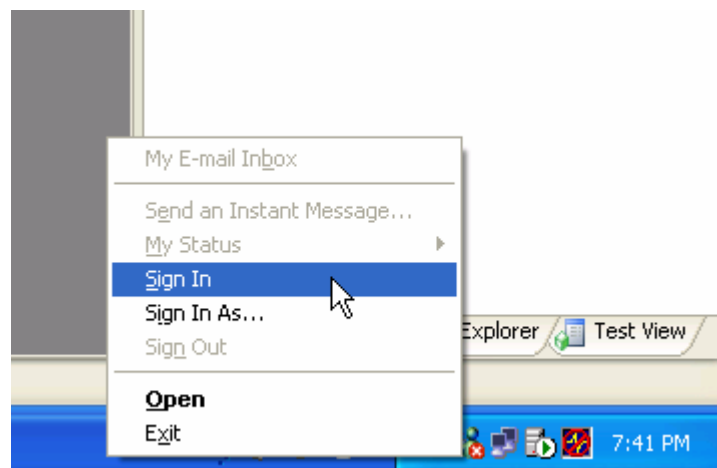 My E-mail Inbox
Send an Instant Message...
My Status
Sign In
Sign In As...
Explorer Test View
Sign Out
Open
Exit
7:41 PM